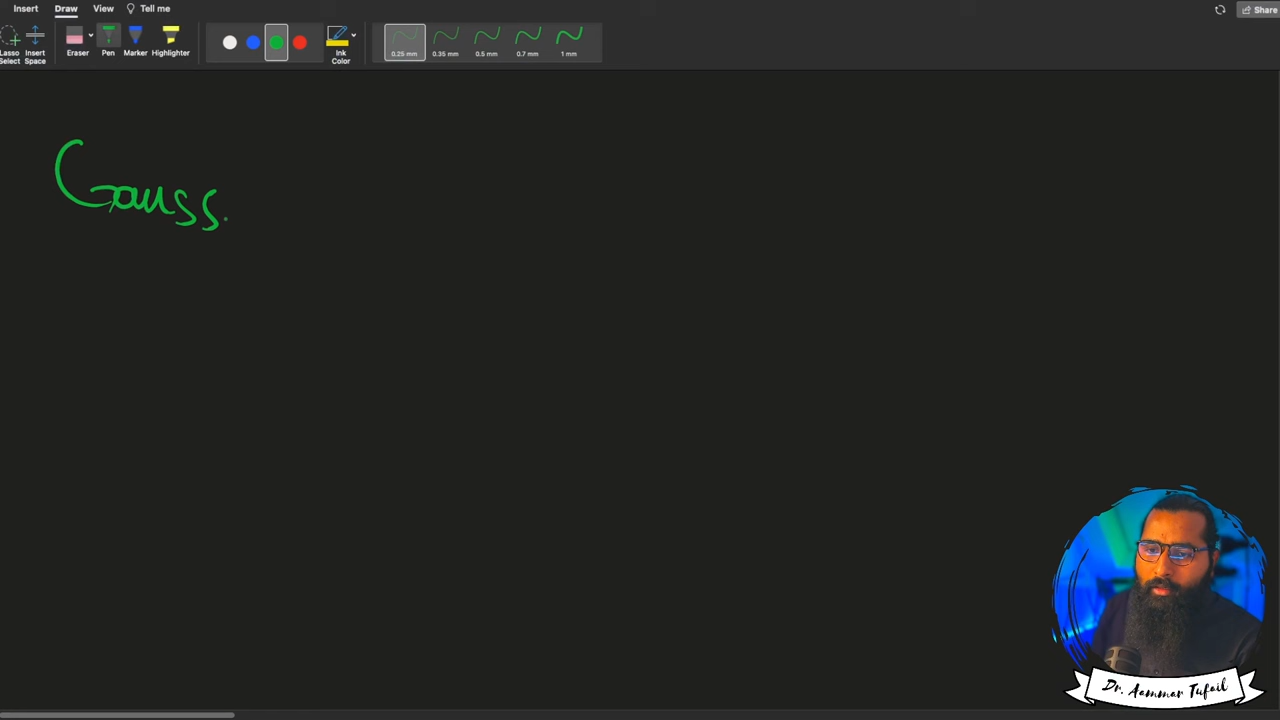 Insert Draw View Tell me
Share
Lasso Select
Insert Space
Eraser
Pen
Marker
Highlighter
Ink Color
0.25 mm
0.35 mm
0.5 mm
0.7 mm
1 mm
Gauss
Dr. Aammar Tufail